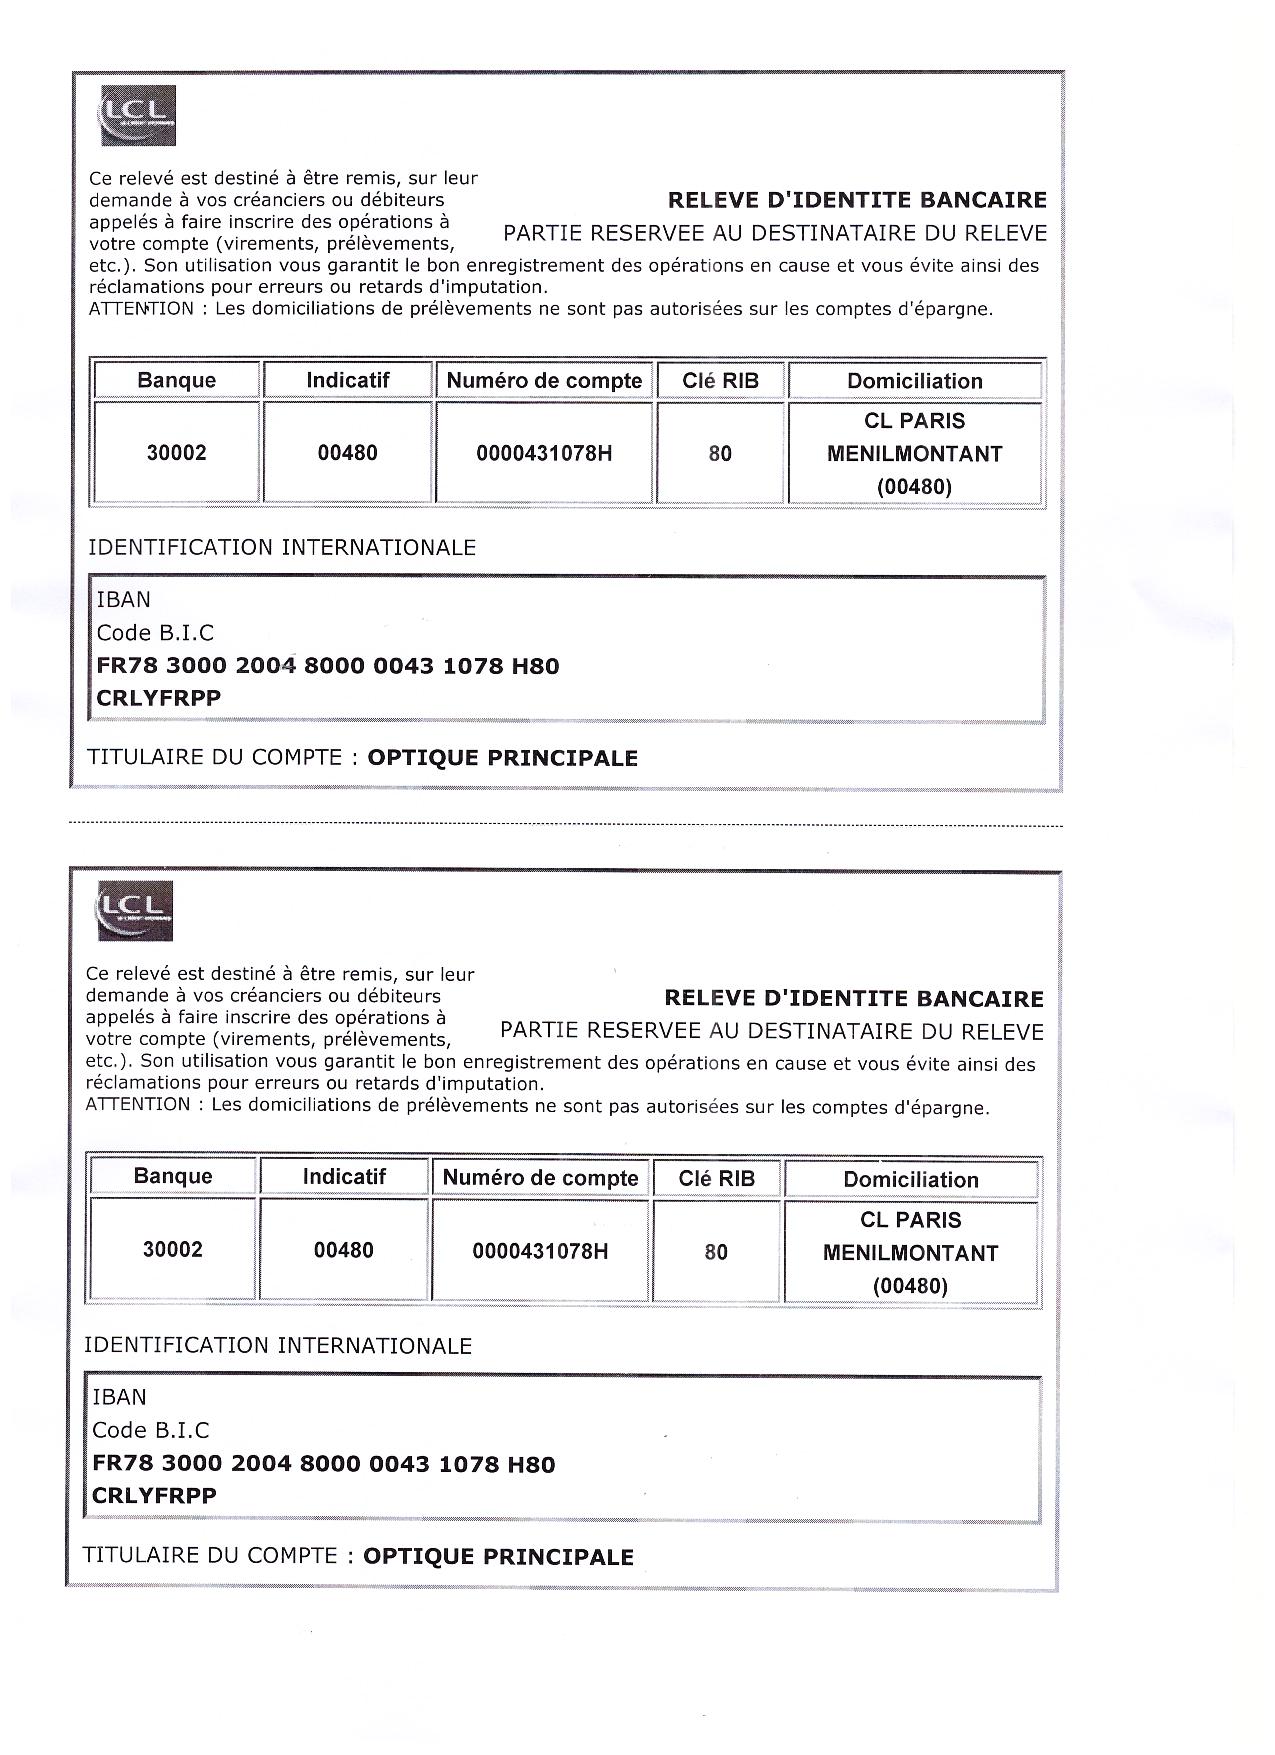 LCL
Ce relevé est destiné à être remis, sur leur
demande à vos créanciers ou débiteurs
appelés à faire inscrire des opérations à
votre compte (virements, prélèvements,
RELEVE D'IDENTITE BANCAIRE
PARTIE RESERVEE AU DESTINATAIRE DU RELEVE
etc.). Son utilisation vous garantit le bon enregistrement des opérations en cause et vous évite ainsi des
réclamations pour erreurs ou retards d'imputation.
ATTENTION : Les domiciliations de prélèvements ne sont pas autorisées sur les comptes d'épargne.
Banque Indicatif Numéro de compte Clé RIB Domiciliation
CL PARIS
30002 00480 0000431078H 80 MENILMONTANT
(00480)
IDENTIFICATION INTERNATIONALE
IBAN
Code B.I.C
FR78 3000 2004 8000 0043 1078 H80
CRLYFRPP
TITULAIRE DU COMPTE : OPTIQUE PRINCIPALE
LCL
Ce relevé est destiné à être remis, sur leur
demande à vos créanciers ou débiteurs
appelés à faire inscrire des opérations à
votre compte (virements, prélèvements,
RELEVE D'IDENTITE BANCAIRE
PARTIE RESERVEE AU DESTINATAIRE DU RELEVE
etc.). Son utilisation vous garantit le bon enregistrement des opérations en cause et vous évite ainsi des
réclamations pour erreurs ou retards d'imputation.
ATTENTION : Les domiciliations de prélèvements ne sont pas autorisées sur les comptes d'épargne.
Banque Indicatif Numéro de compte Clé RIB Domiciliation
CL PARIS
30002 00480 0000431078H 80 MENILMONTANT
(00480)
IDENTIFICATION INTERNATIONALE
IBAN
Code B.I.C
FR78 3000 2004 8000 0043 1078 H80
CRLYFRPP
TITULAIRE DU COMPTE : OPTIQUE PRINCIPALE